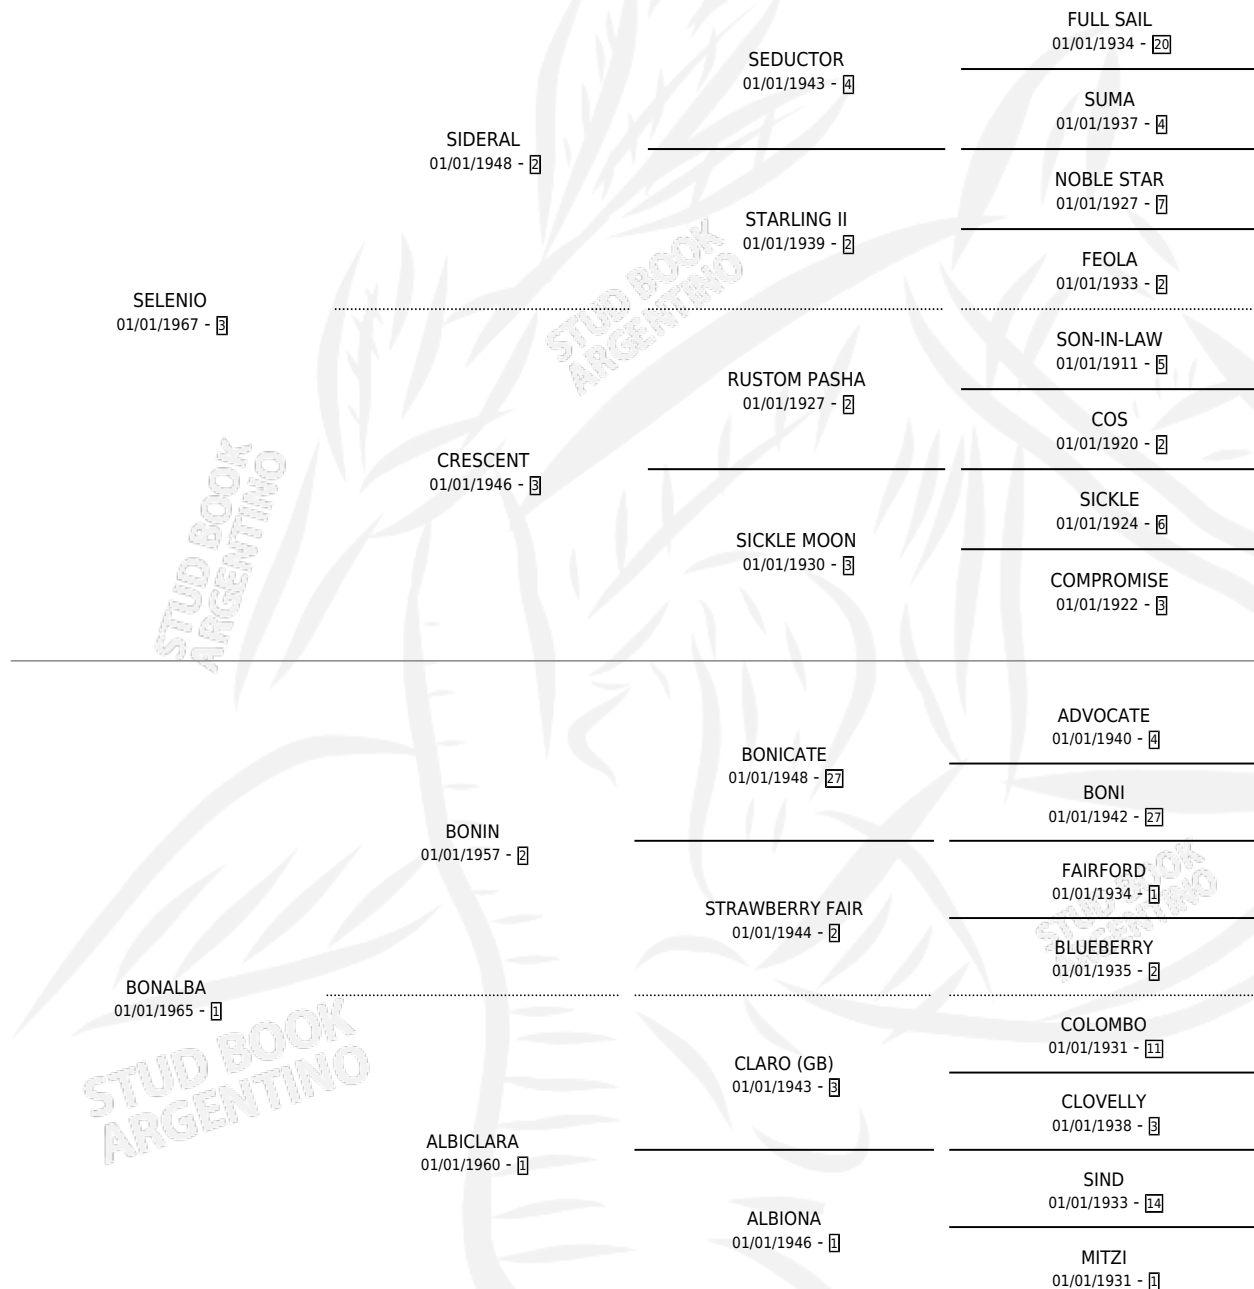 FULL SAIL
01/01/1934 - 20
SEDUCTOR
01/01/1943 - 4
SUMA
01/01/1937 - 4
SIDERAL
01/01/1948 - 2
NOBLE STAR
01/01/1927 - 7
STARLING II
01/01/1939 - 2
FEOLA
01/01/1933 - 2
SELENIO
01/01/1967 - 3
SON-IN-LAW
01/01/1911 - 5
RUSTOM PASHA
01/01/1927 - 2
COS
01/01/1920 - 2
CRESCENT
01/01/1946 - 3
SICKLE
01/01/1924 - 6
SICKLE MOON
01/01/1930 - 3
COMPROMISE
01/01/1922 - 3
ADVOCATE
01/01/1940 - 4
BONICATE
01/01/1948 - 27
BONI
01/01/1942 - 27
BONIN
01/01/1957 - 2
FAIRFORD
01/01/1934 - 1
STRAWBERRY FAIR
01/01/1944 - 2
BLUEBERRY
01/01/1935 - 2
BONALBA
01/01/1965 - 1
COLOMBO
01/01/1931 - 11
CLARO (GB)
01/01/1943 - 3
CLOVELLY
01/01/1938 - 3
ALBICLARA
01/01/1960 - 1
SIND
01/01/1933 - 14
ALBIONA
01/01/1946 - 1
MITZI
01/01/1931 - 1
STUD BOOK
ARGENTINO
STUD BOOK
ARGENTINO
STUD BOOK
ARGENTINO
STUD BOOK
ARGENTINO